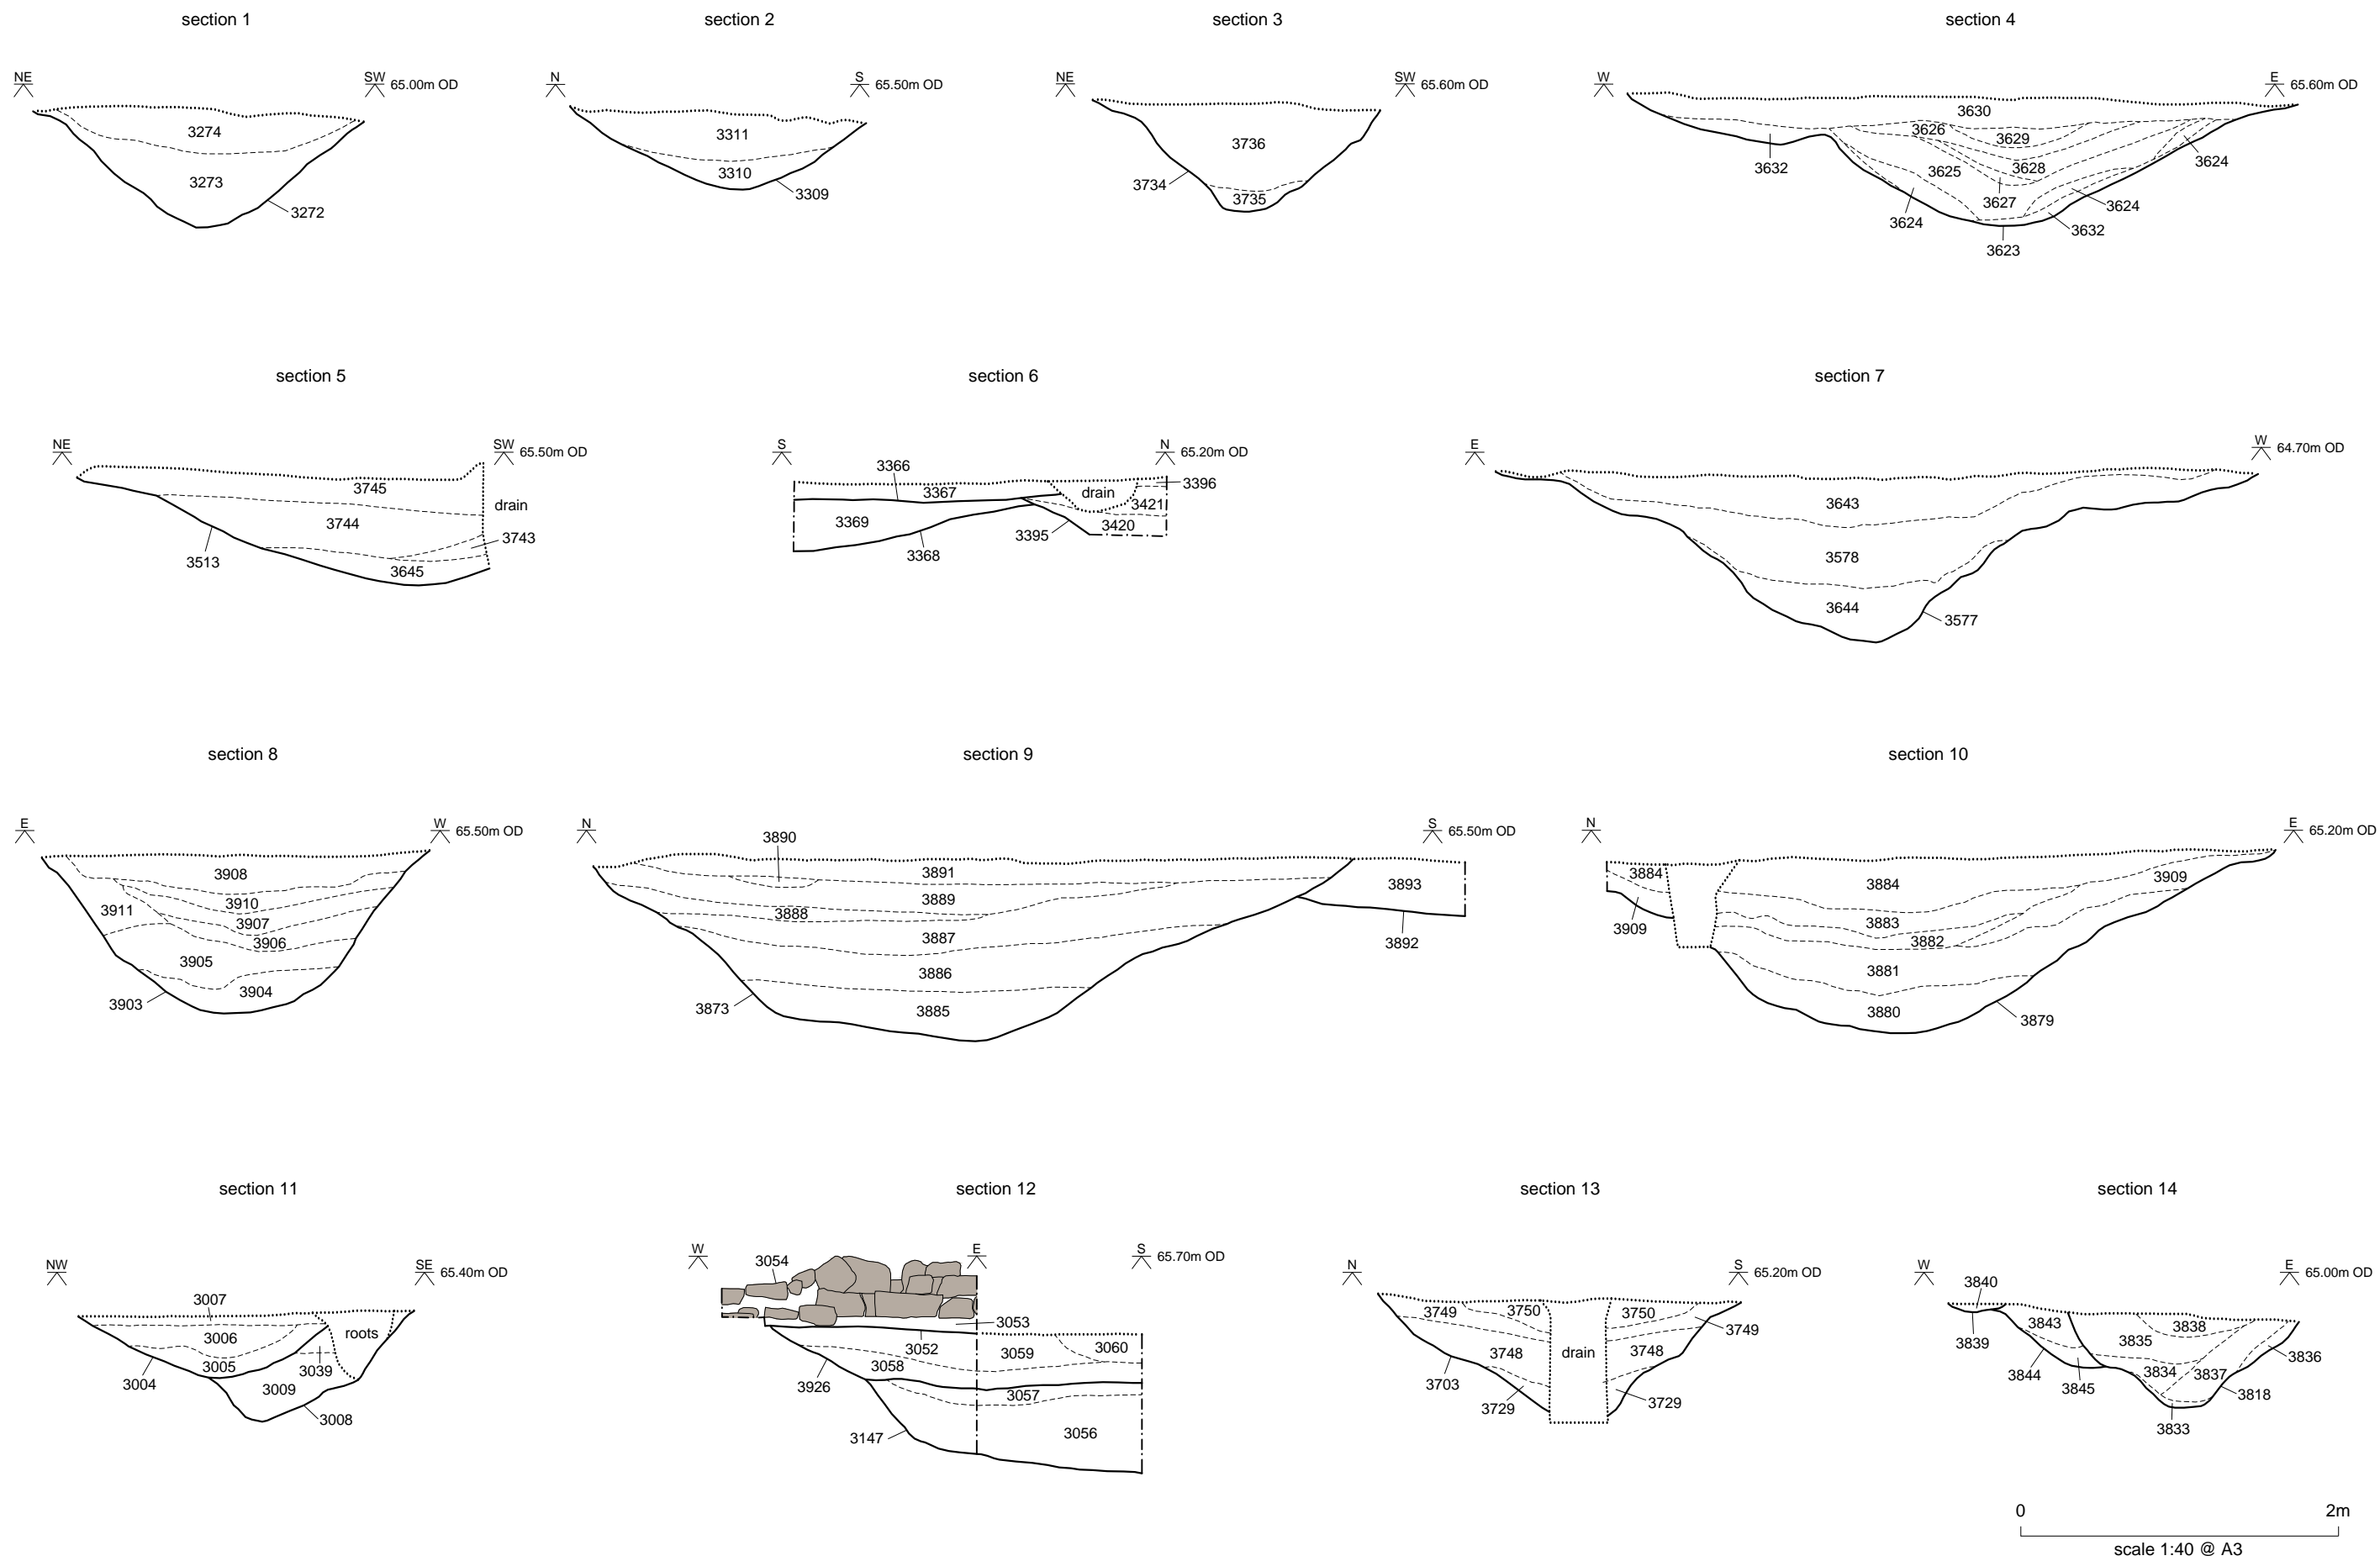 section 1
section 2
section 3
section 4
NE
SW 65.00m OD
3274
3273
3272
N
S 65.50m OD
3311
3310
3309
NE
SW 65.60m OD
3736
3734
3735
W
E 65.60m OD
3630
3626
3629
3632
3625
3628
3624
3627
3624
3624
3632
3623
section 5
section 6
section 7
NE
SW 65.50m OD
3745
drain
3744
3743
3513
3645
S
N 65.20m OD
3366
3367
drain
3396
3421
3369
3420
3395
3368
E
W 64.70m OD
3643
3578
3644
3577
section 8
section 9
section 10
E
W 65.50m OD
3908
3910
3911
3907
3906
3905
3904
3903
N
S 65.50m OD
3890
3891
3893
3889
3888
3887
3892
3886
3873
3885
N
E 65.20m OD
3884
3884
3909
3909
3883
3882
3881
3880
3879
section 11
section 12
section 13
section 14
NW
SE 65.40m OD
3007
3006
roots
3005
3039
3004
3009
3008
W
E
S 65.70m OD
3054
3053
3052
3059
3060
3058
3926
3057
3147
3056
N
S 65.20m OD
3749
3750
3750
3749
3748
drain
3748
3703
3729
3729
W
E 65.00m OD
3840
3839
3843
3838
3835
3836
3844
3845
3834
3837
3818
3833
0
2m
scale 1:40 @ A3